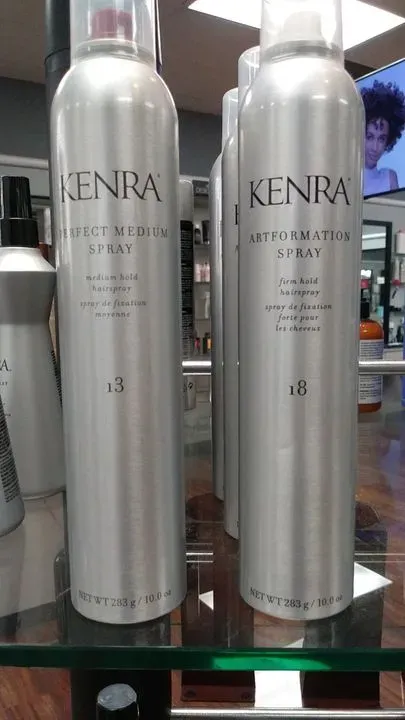 KENRA
PERFECT MEDIUM
SPRAY
medium hold
hairspray
spray de fixation
moyenne
13
NET WT 283 g / 10.0 oz
KENRA
ARTFORMATION
SPRAY
firm hold
hairspray
spray de fixation
forte pour
les cheveux
18
NET WT 283 g / 10.0 oz